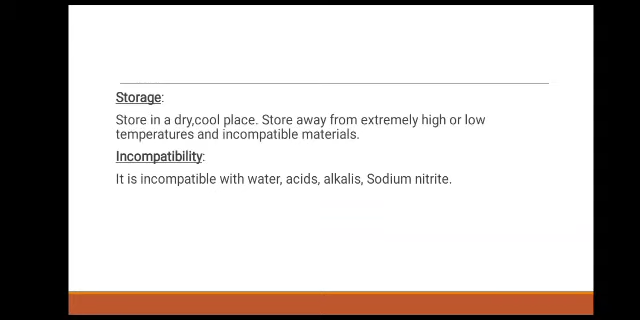 Storage:
Store in a dry,cool place. Store away from extremely high or low
temperatures and incompatible materials.
Incompatibility:
It is incompatible with water, acids, alkalis, Sodium nitrite.